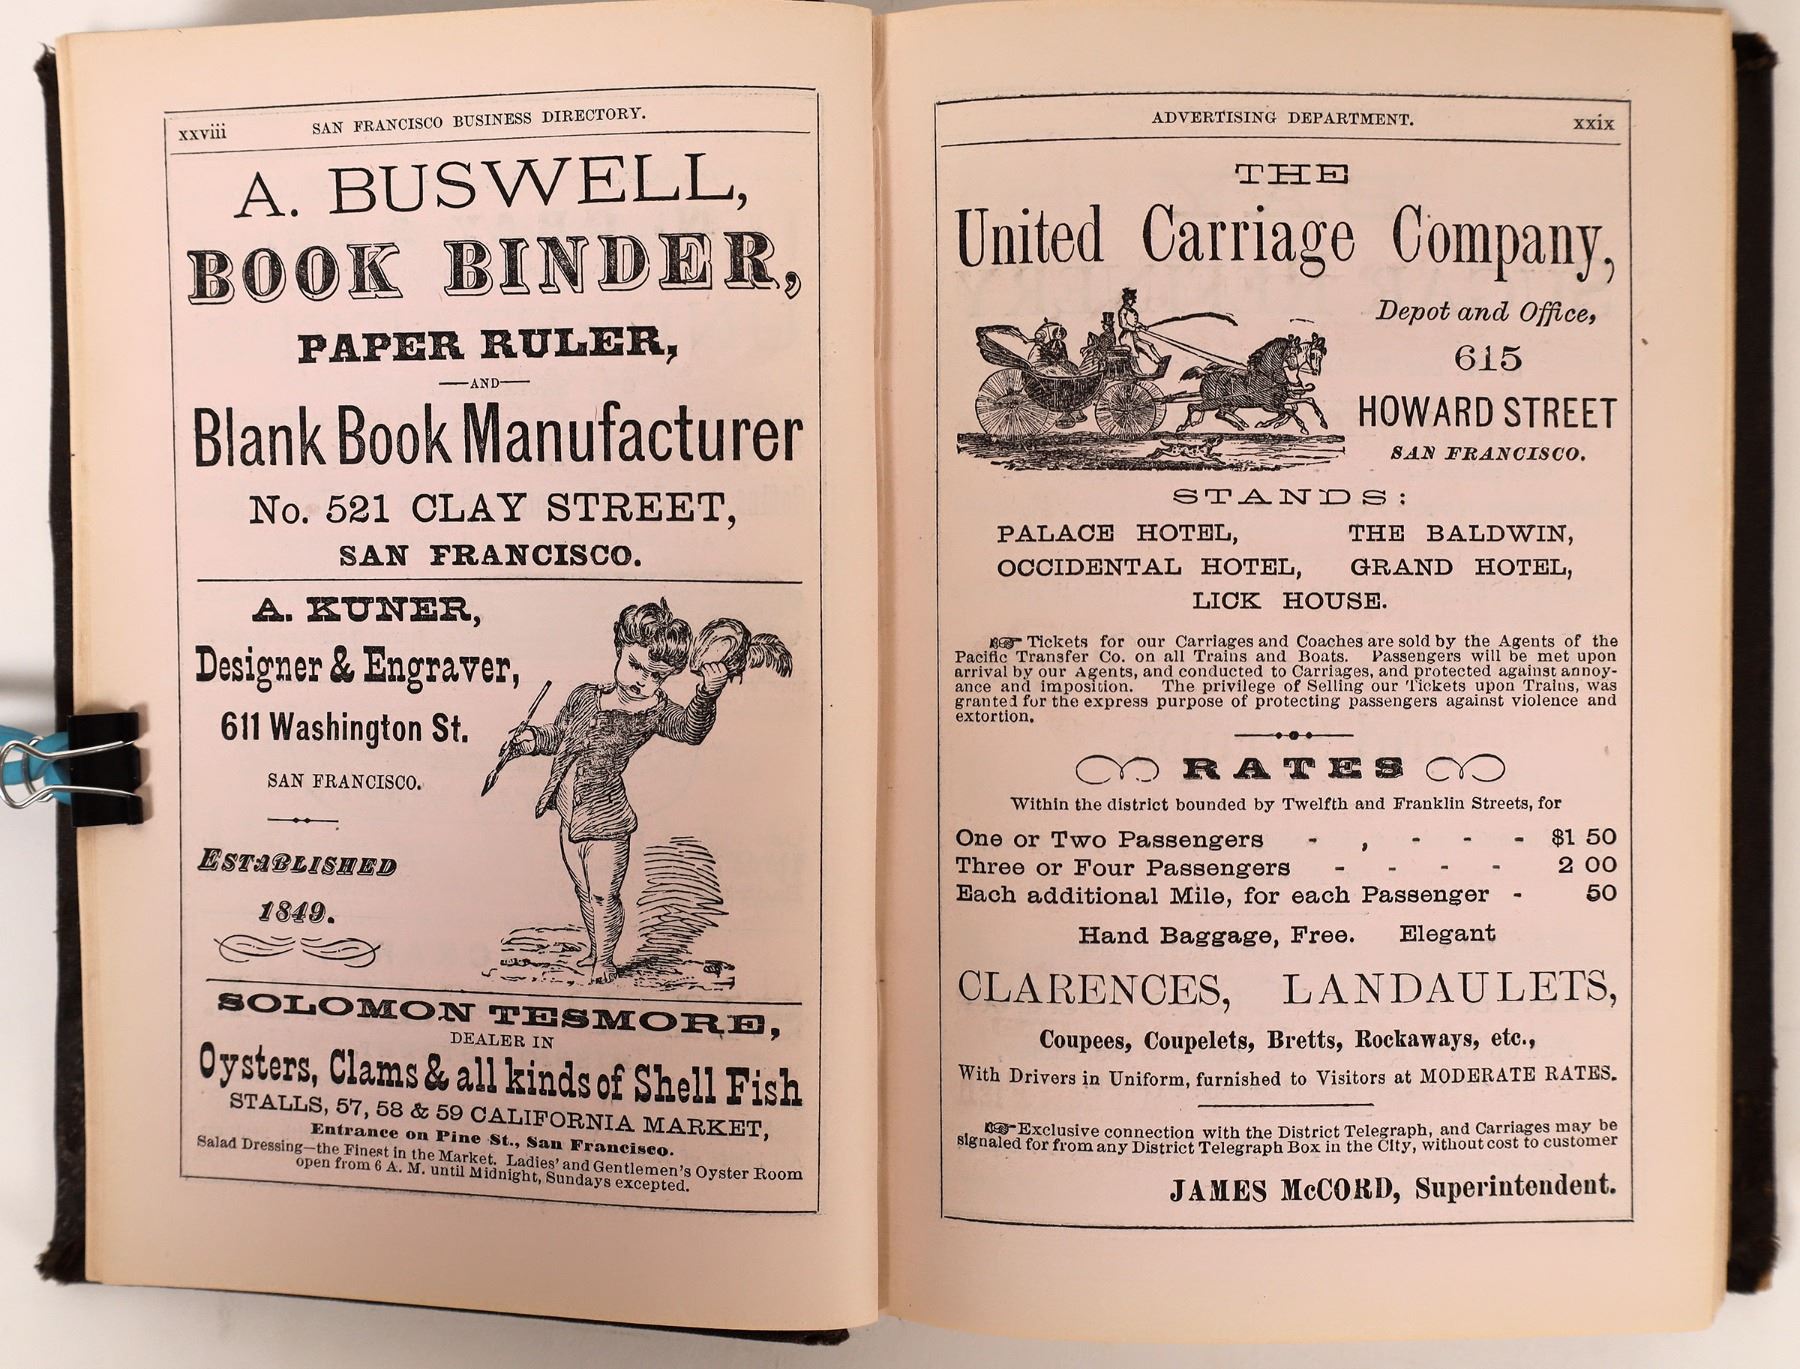 xxviii SAN FRANCISCO BUSINESS DIRECTORY.
A. BUSWELL,
BOOK BINDER,
PAPER RULER,
—AND—
Blank Book Manufacturer
No. 521 CLAY STREET,
SAN FRANCISCO.
A. KUNER,
Designer & Engraver,
611 Washington St.
SAN FRANCISCO.
ESTABLISHED
1849.
SOLOMON TESMORE,
DEALER IN
Oysters, Clams & all kinds of Shell Fish
STALLS, 57, 58 & 59 CALIFORNIA MARKET,
Entrance on Pine St., San Francisco.
Salad Dressing—the Finest in the Market. Ladies' and Gentlemen's Oyster Room
open from 6 A. M. until Midnight, Sundays excepted.
ADVERTISING DEPARTMENT. xxix
THE
United Carriage Company,
Depot and Office,
615
HOWARD STREET
SAN FRANCISCO.
STANDS:
PALACE HOTEL, THE BALDWIN,
OCCIDENTAL HOTEL, GRAND HOTEL,
LICK HOUSE.
☞Tickets for our Carriages and Coaches are sold by the Agents of the
Pacific Transfer Co. on all Trains and Boats. Passengers will be met upon
arrival by our Agents, and conducted to Carriages, and protected against annoy-
ance and imposition. The privilege of Selling our Tickets upon Trains, was
granted for the express purpose of protecting passengers against violence and
extortion.
RATES
Within the district bounded by Twelfth and Franklin Streets, for
One or Two Passengers - , - - - $1 50
Three or Four Passengers - - - - 2 00
Each additional Mile, for each Passenger - 50
Hand Baggage, Free. Elegant
CLARENCES, LANDAULETS,
Coupees, Coupelets, Bretts, Rockaways, etc.,
With Drivers in Uniform, furnished to Visitors at MODERATE RATES.
☞Exclusive connection with the District Telegraph, and Carriages may be
signaled for from any District Telegraph Box in the City, without cost to customer
JAMES McCORD, Superintendent.